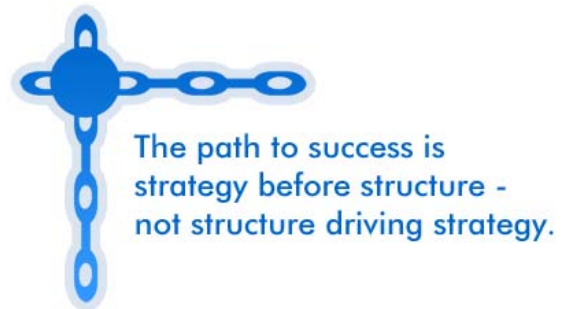 The path to success is
strategy before structure -
not structure driving strategy.